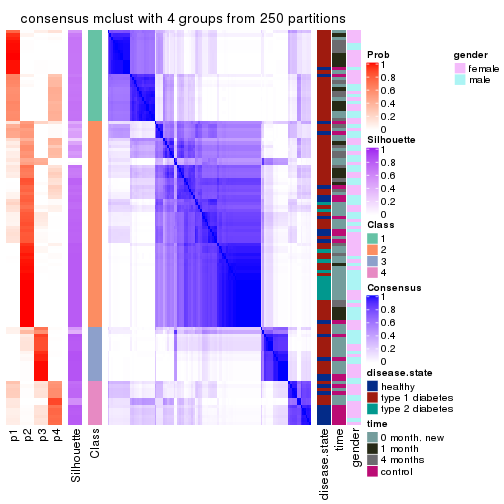 consensus mclust with 4 groups from 250 partitions
Prob
1
0.8
0.6
0.4
0.2
0
gender
female
male
Silhouette
1
0.8
0.6
0.4
0.2
0
Class
1
2
3
4
Consensus
1
0.8
0.6
0.4
0.2
0
disease.state
healthy
type 1 diabetes
type 2 diabetes
time
0 month. new
1 month
4 months
control
p1
p2
p3
p4
Silhouette
Class
disease.state
time
gender